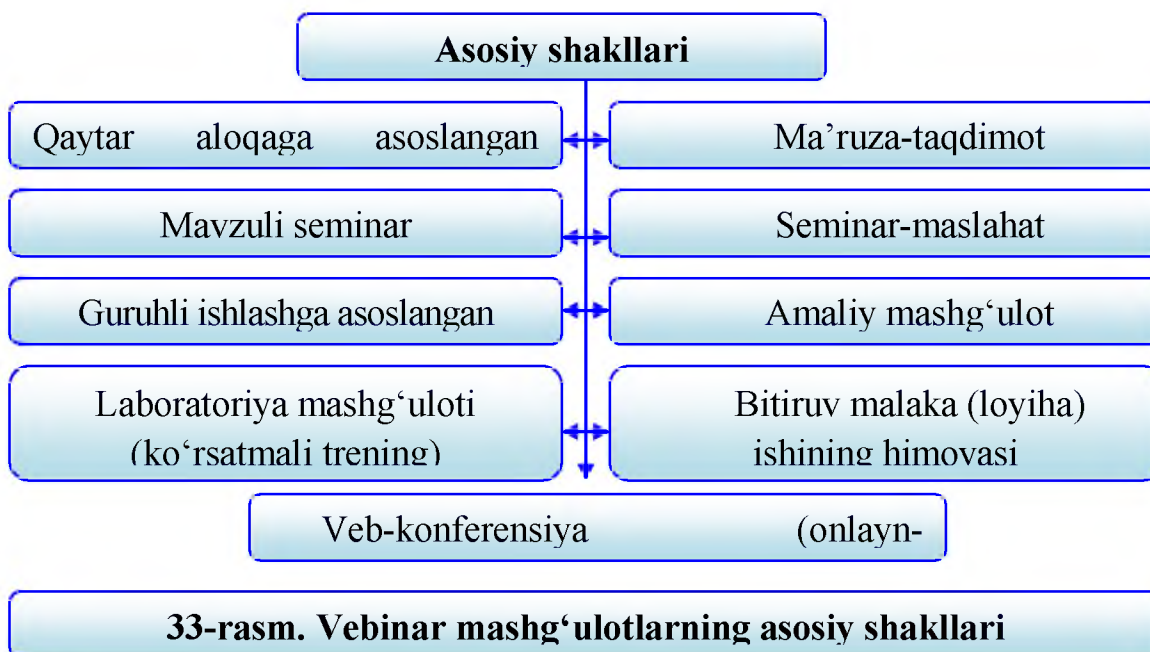 Asosiy shakllari
Qaytar aloqaga asoslangan
Ma’ruza-taqdimot
Mavzuli seminar
Seminar-maslahat
Guruhli ishlashga asoslangan
Amaliy mashg‘ulot
Laboratoriya mashg‘uloti
(ko‘rsatmali trening)
Bitiruv malaka (loyiha)
ishining himoyasi
Veb-konferensiya (onlayn-
33-rasm. Vebinar mashg‘ulotlarning asosiy shakllari